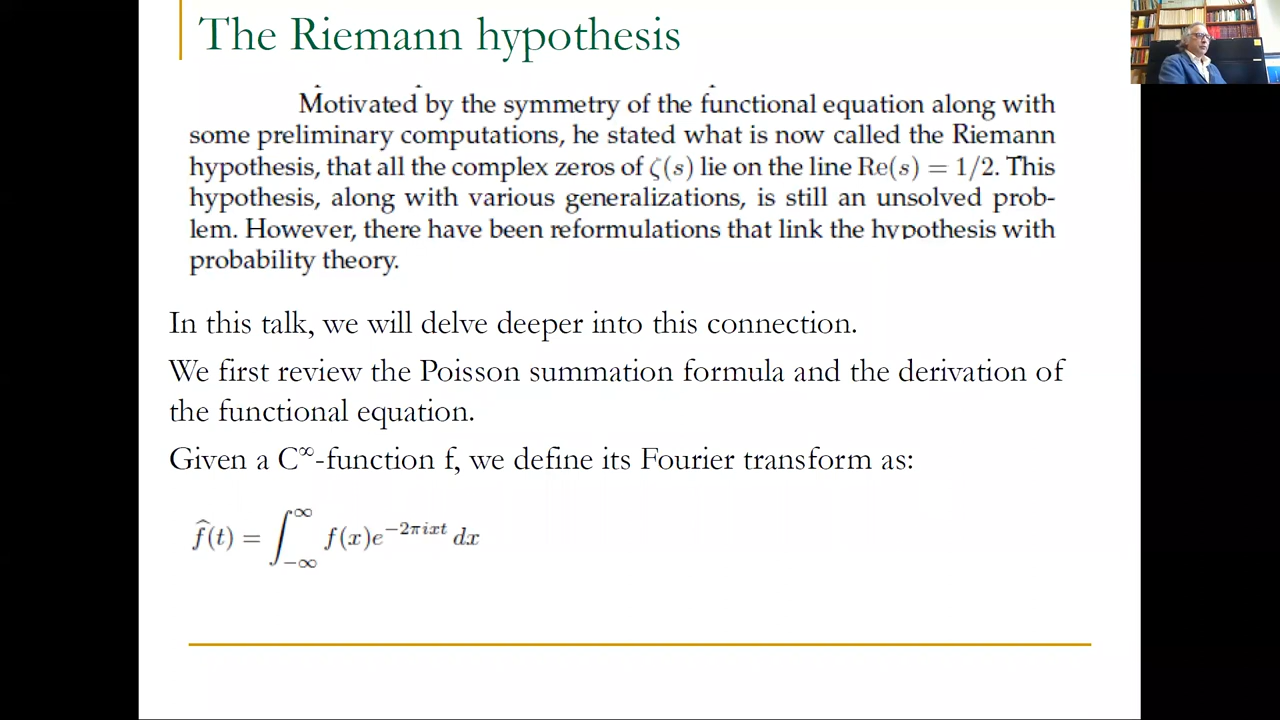 The Riemann hypothesis
Motivated by the symmetry of the functional equation along with
some preliminary computations, he stated what is now called the Riemann
hypothesis, that all the complex zeros of ζ(s) lie on the line Re(s) = 1/2. This
hypothesis, along with various generalizations, is still an unsolved prob-
lem. However, there have been reformulations that link the hypothesis with
probability theory.
In this talk, we will delve deeper into this connection.
We first review the Poisson summation formula and the derivation of
the functional equation.
Given a C^∞-function f, we define its Fourier transform as:
f̂(t) = ∫_{-∞}^{∞} f(x)e^{-2πixt} dx